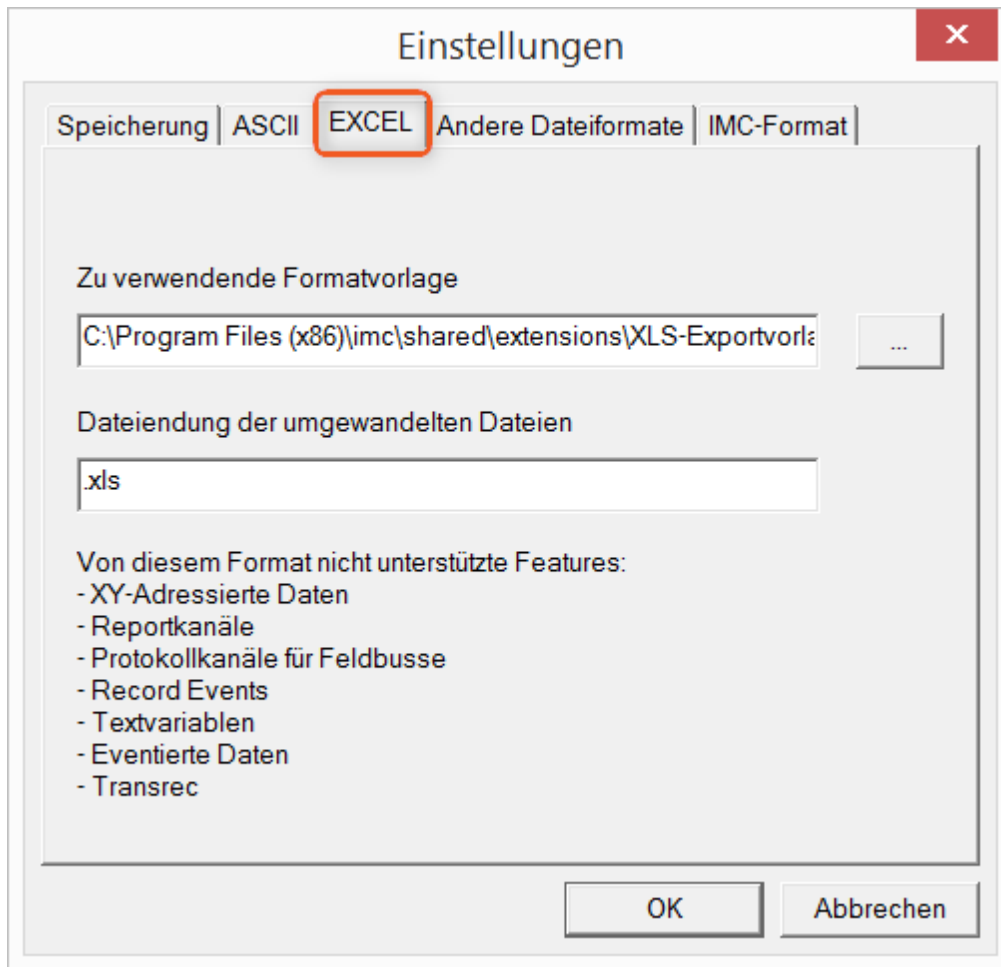 Einstellungen
Speicherung ASCII EXCEL Andere Dateiformate IMC-Format
Zu verwendende Formatvorlage
C:\Program Files (x86)\imc\shared\extensions\XLS-Exportvorla
...
Dateiendung der umgewandelten Dateien
.xls
Von diesem Format nicht unterstützte Features:
- XY-Adressierte Daten
- Reportkanäle
- Protokollkanäle für Feldbusse
- Record Events
- Textvariablen
- Eventierte Daten
- Transrec
OK Abbrechen